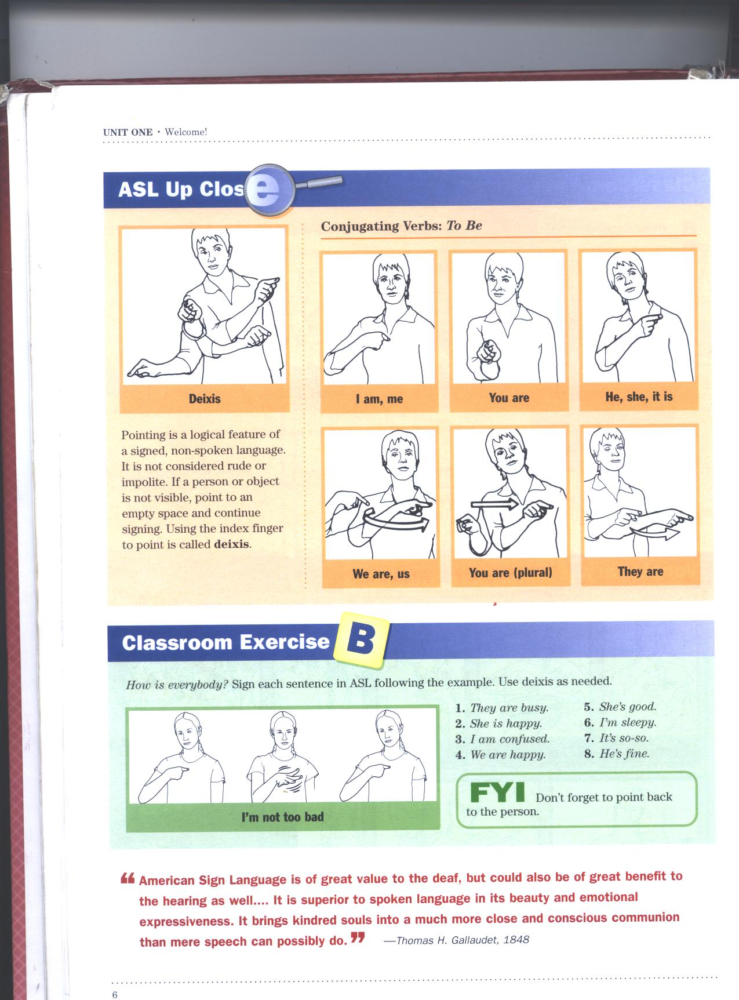 UNIT ONE • Welcome!
ASL Up Close
Deixis
Pointing is a logical feature of
a signed, non-spoken language.
It is not considered rude or
impolite. If a person or object
is not visible, point to an
empty space and continue
signing. Using the index finger
to point is called deixis.
Conjugating Verbs: To Be
I am, me
You are
He, she, it is
We are, us
You are (plural)
They are
Classroom Exercise B
How is everybody? Sign each sentence in ASL following the example. Use deixis as needed.
I'm not too bad
1. They are busy.
2. She is happy.
3. I am confused.
4. We are happy.
5. She's good.
6. I'm sleepy.
7. It's so-so.
8. He's fine.
FYI Don't forget to point back
to the person.
“ American Sign Language is of great value to the deaf, but could also be of great benefit to
the hearing as well.... It is superior to spoken language in its beauty and emotional
expressiveness. It brings kindred souls into a much more close and conscious communion
than mere speech can possibly do. ” —Thomas H. Gallaudet, 1848
6